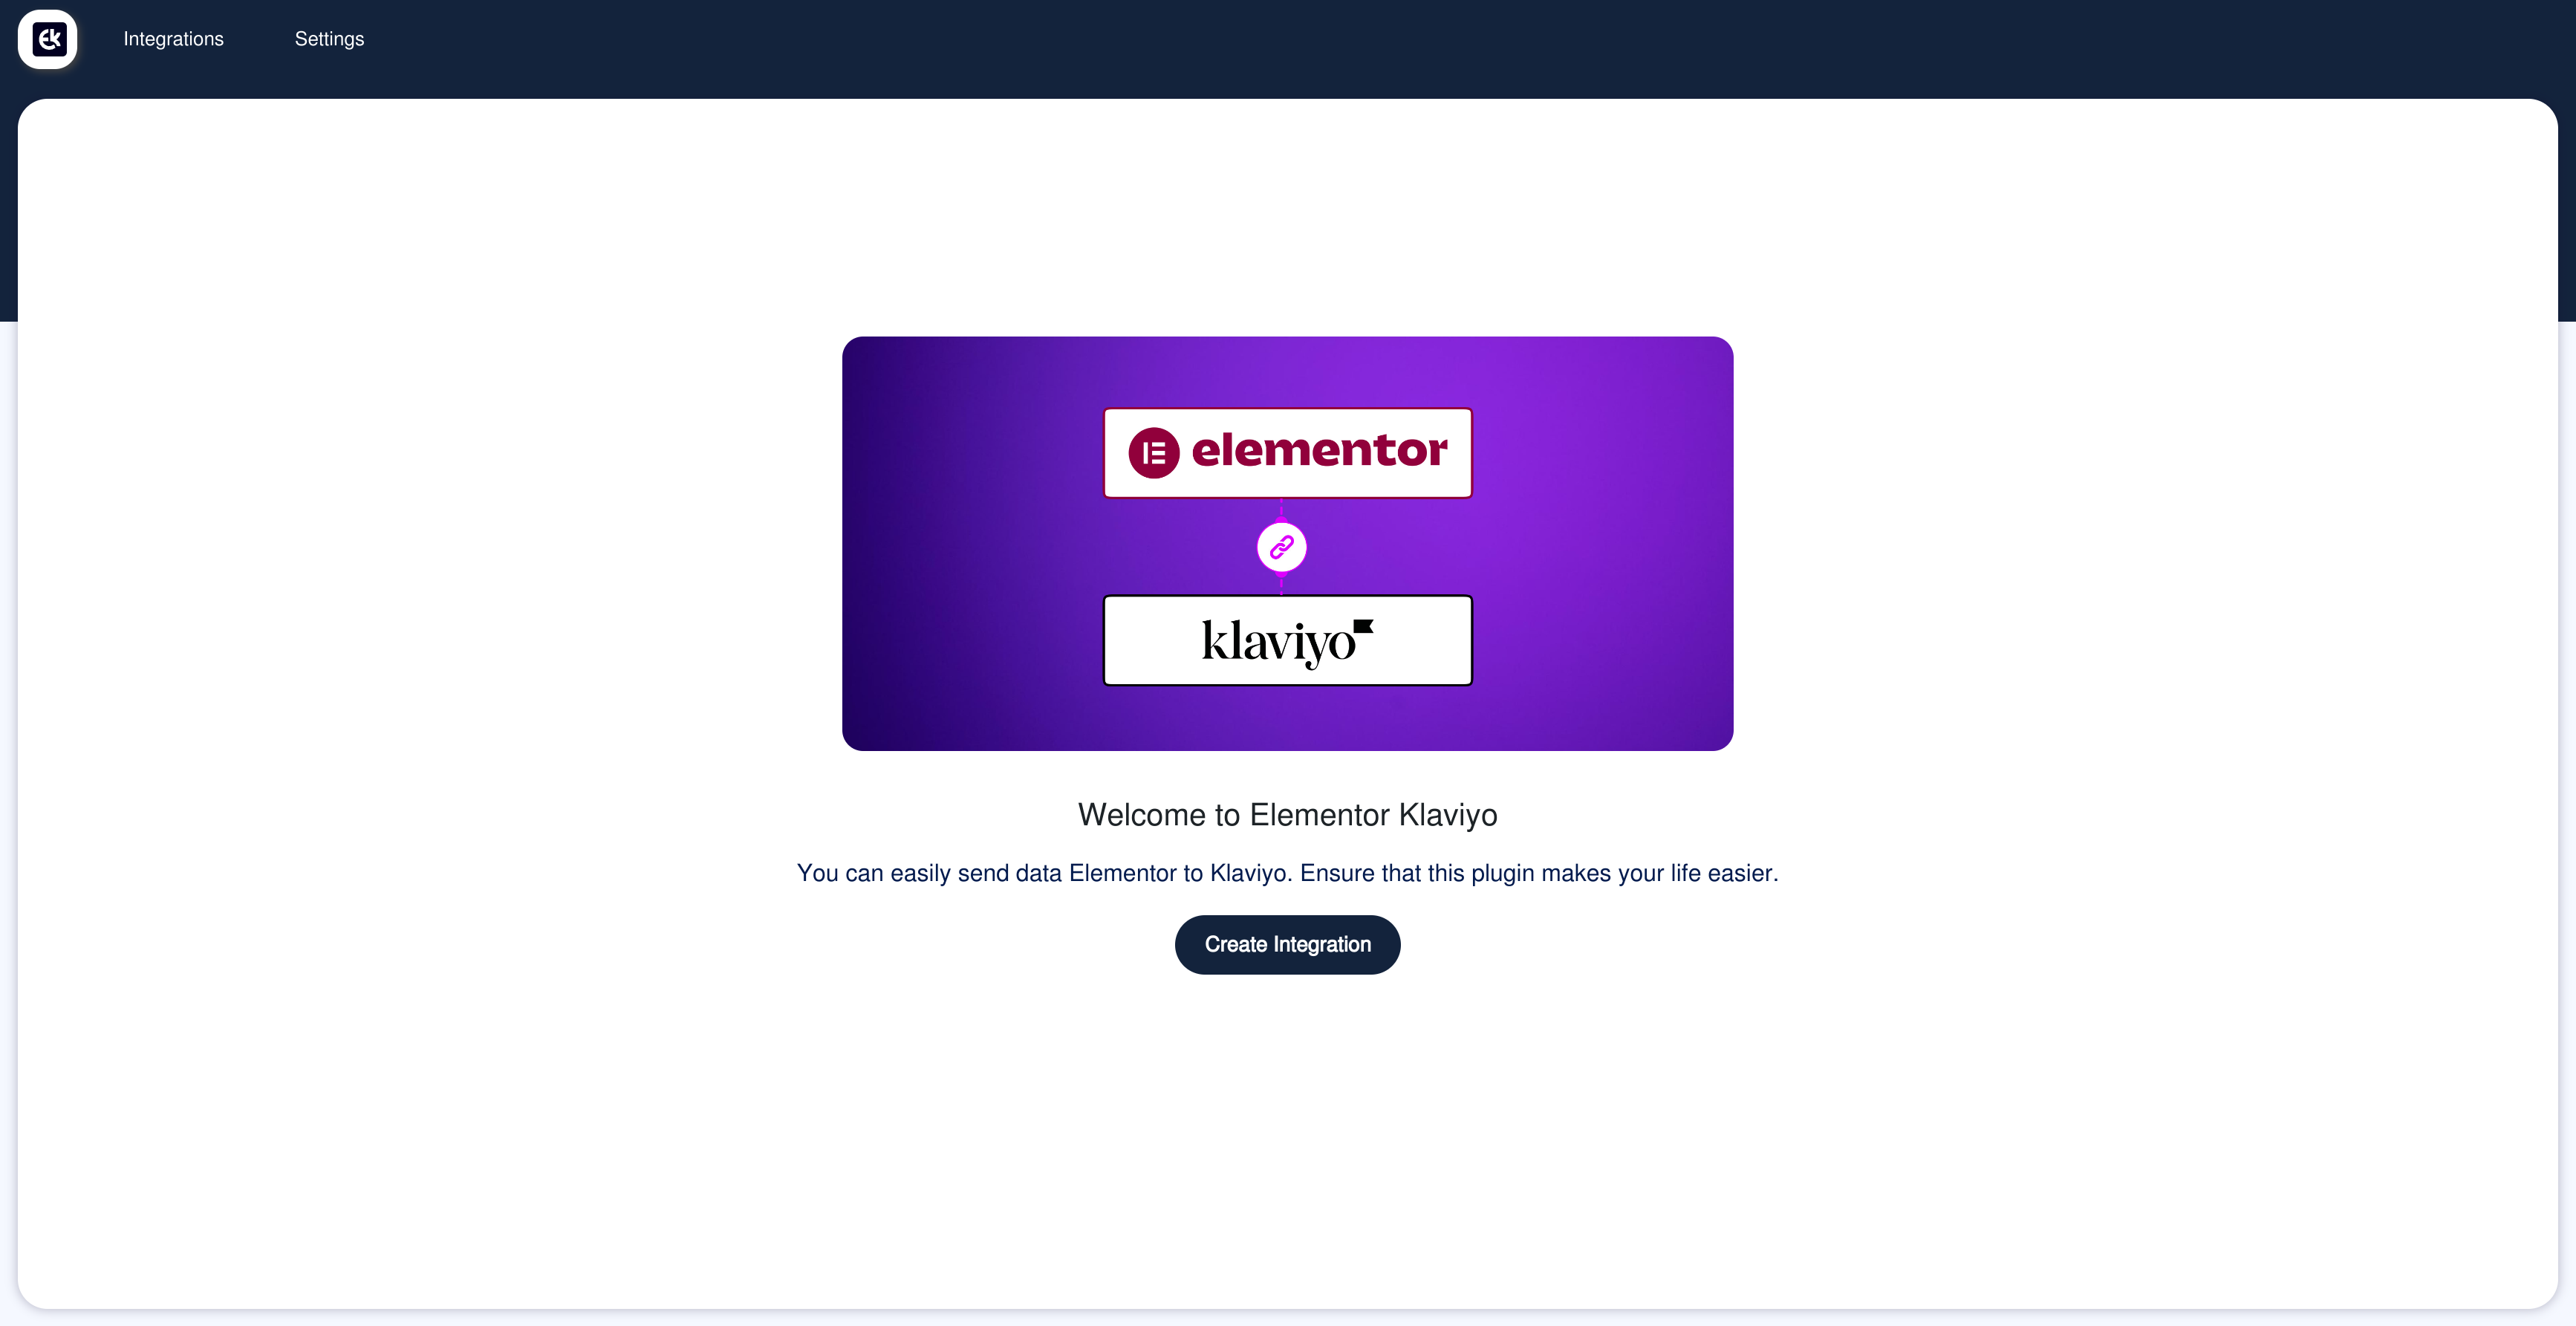 EK
Integrations
Settings
elementor
klaviyo
Welcome to Elementor Klaviyo
You can easily send data Elementor to Klaviyo. Ensure that this plugin makes your life easier.
Create Integration